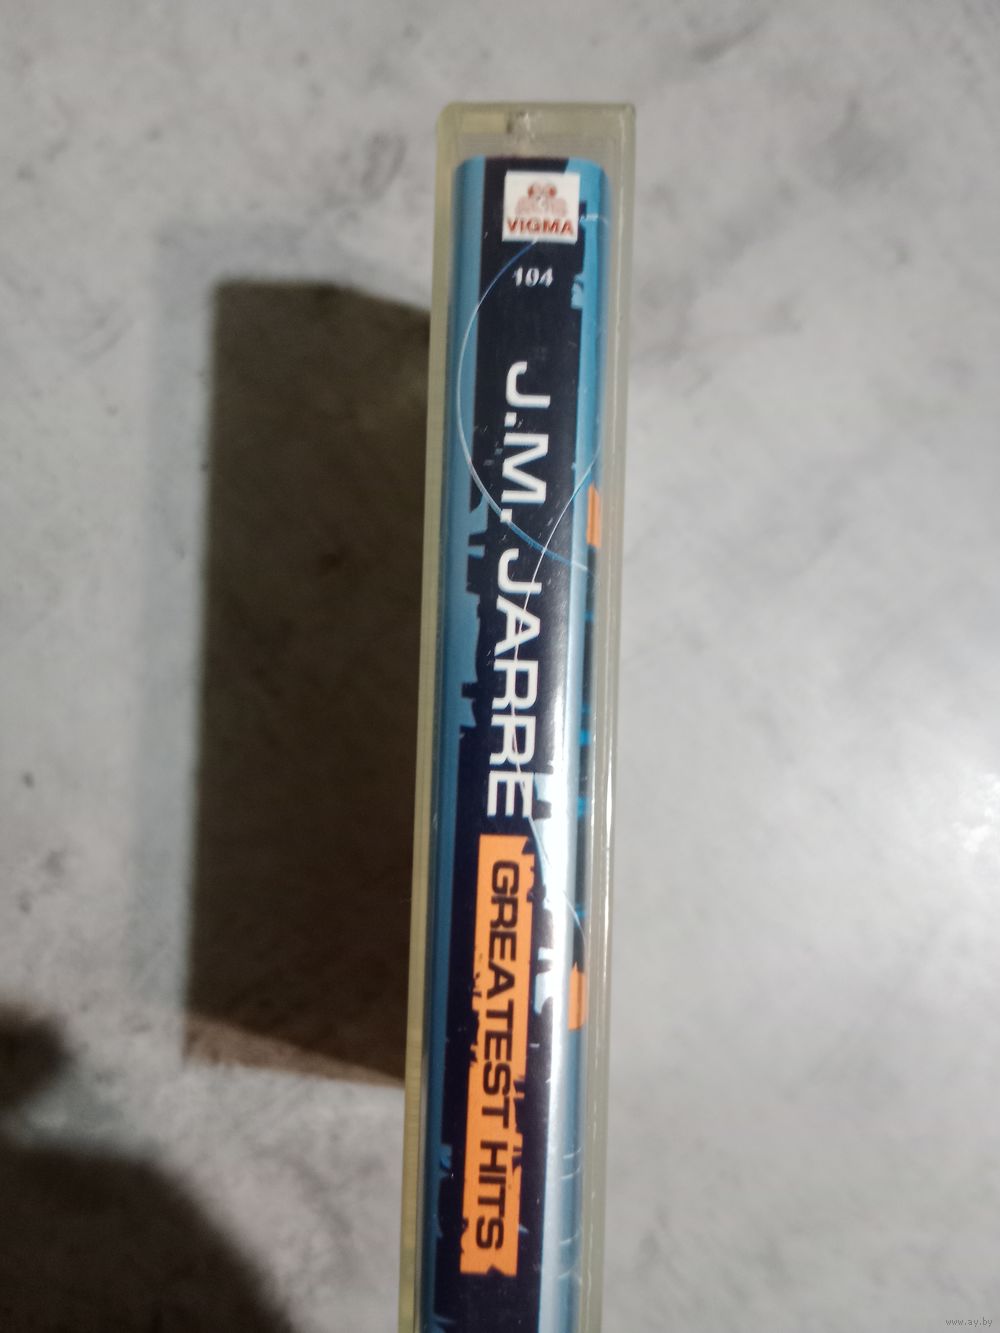 VIGMA
104
J.M. JARRE
GREATEST HITS
www.ay.by